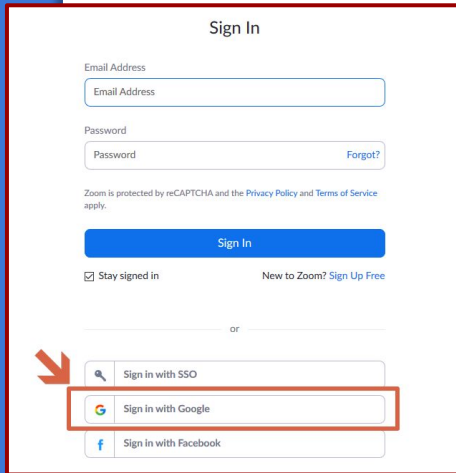 Sign In
Email Address
Email Address
Password
Password Forgot?
Zoom is protected by reCAPTCHA and the Privacy Policy and Terms of Service
apply.
Sign In
Stay signed in New to Zoom? Sign Up Free
or
Sign in with SSO
Sign in with Google
Sign in with Facebook